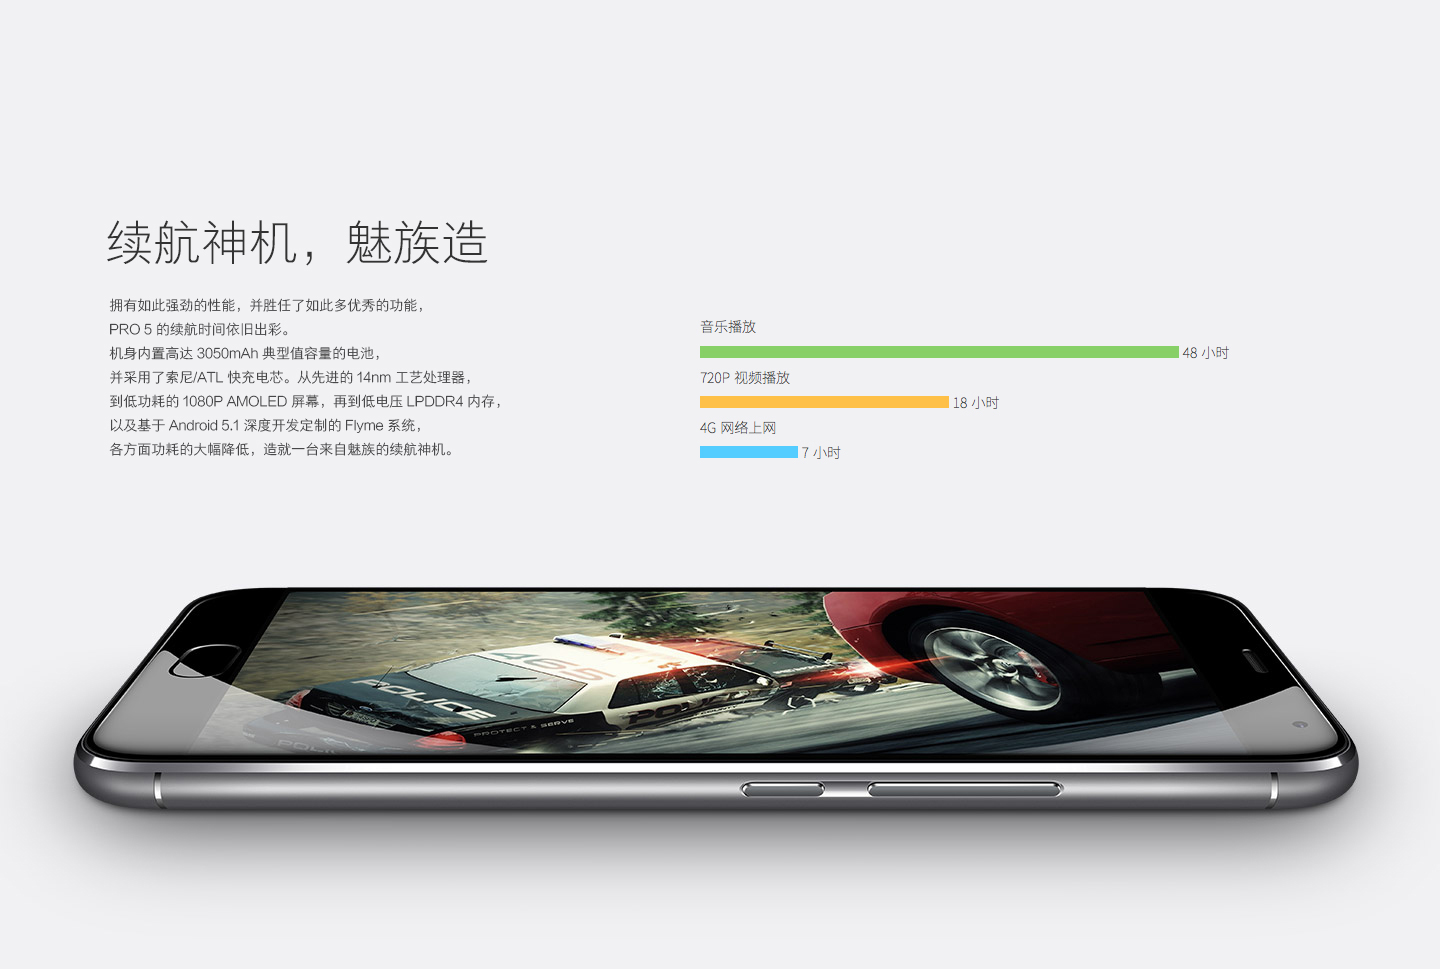 续航神机，魅族造
拥有如此强劲的性能，并胜任了如此多优秀的功能，
PRO 5 的续航时间依旧出彩。
机身内置高达 3050mAh 典型值容量的电池，
并采用了索尼/ATL 快充电芯。从先进的 14nm 工艺处理器，
到低功耗的 1080P AMOLED 屏幕，再到低电压 LPDDR4 内存，
以及基于 Android 5.1 深度开发定制的 Flyme 系统，
各方面功耗的大幅降低，造就一台来自魅族的续航神机。
音乐播放
48 小时
720P 视频播放
18 小时
4G 网络上网
7 小时
465
POLICE
POLICE
PROTECT & SERVE